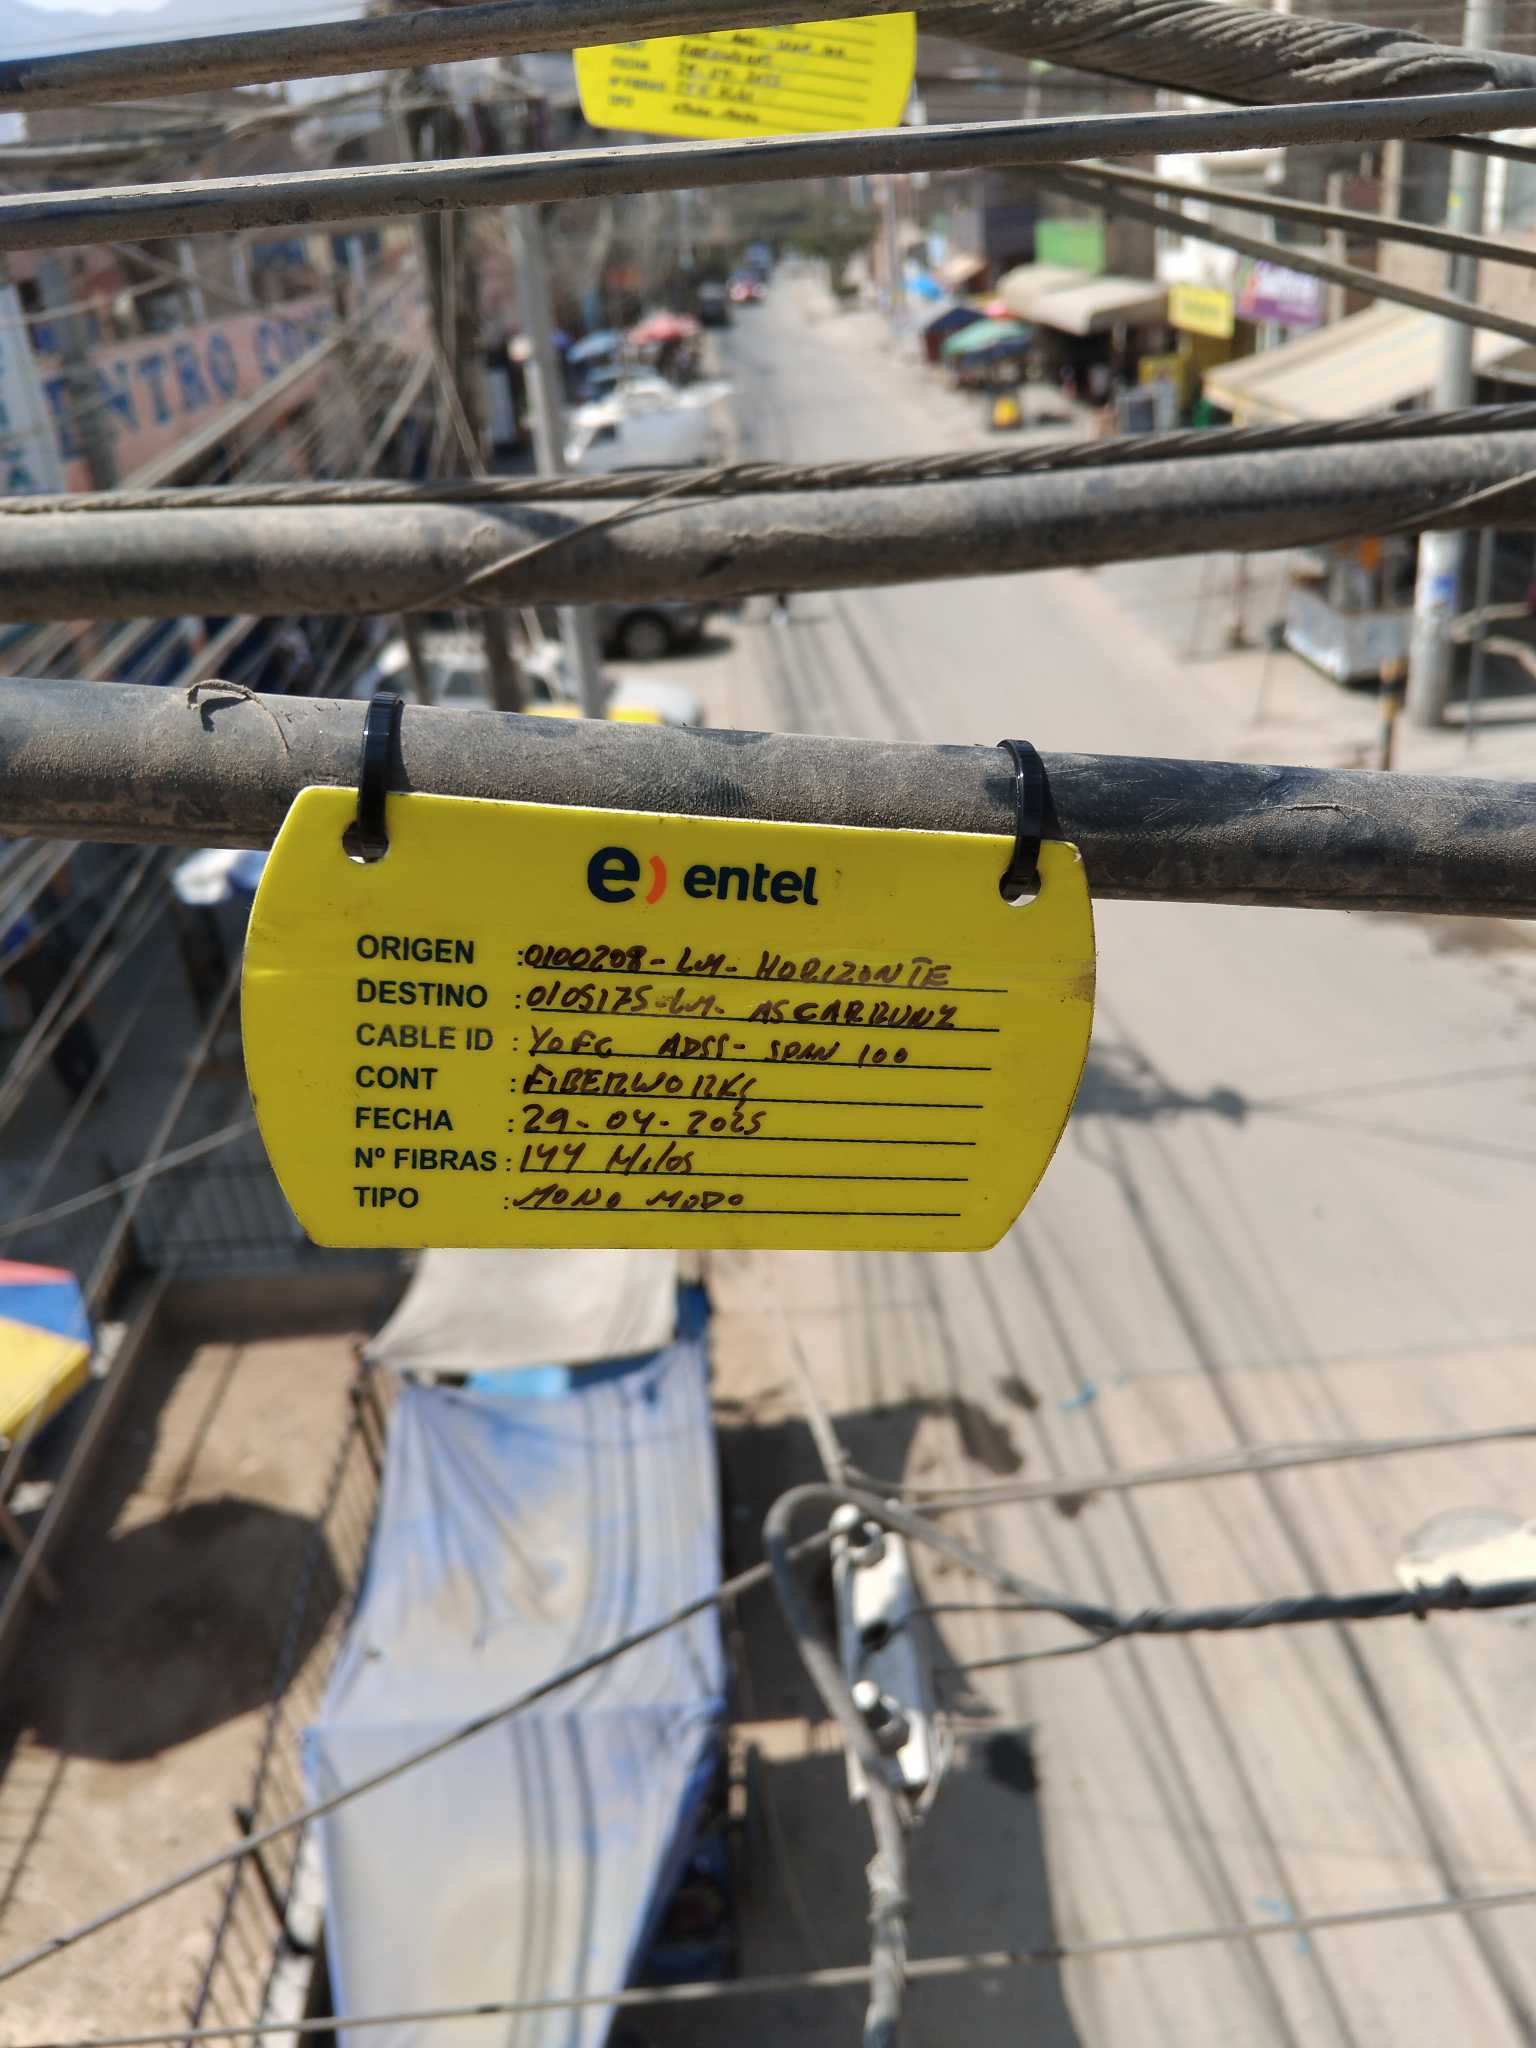 e) entel
ORIGEN :0100208-LM-HORIZONTE
DESTINO :0105175-LM- ASCARRUNZ
CABLE ID :YOFC ADSS- SPAN 100
CONT :FIBERWORKS
FECHA :29-04-2025
Nº FIBRAS :144 Hilos
TIPO :MONO MODO